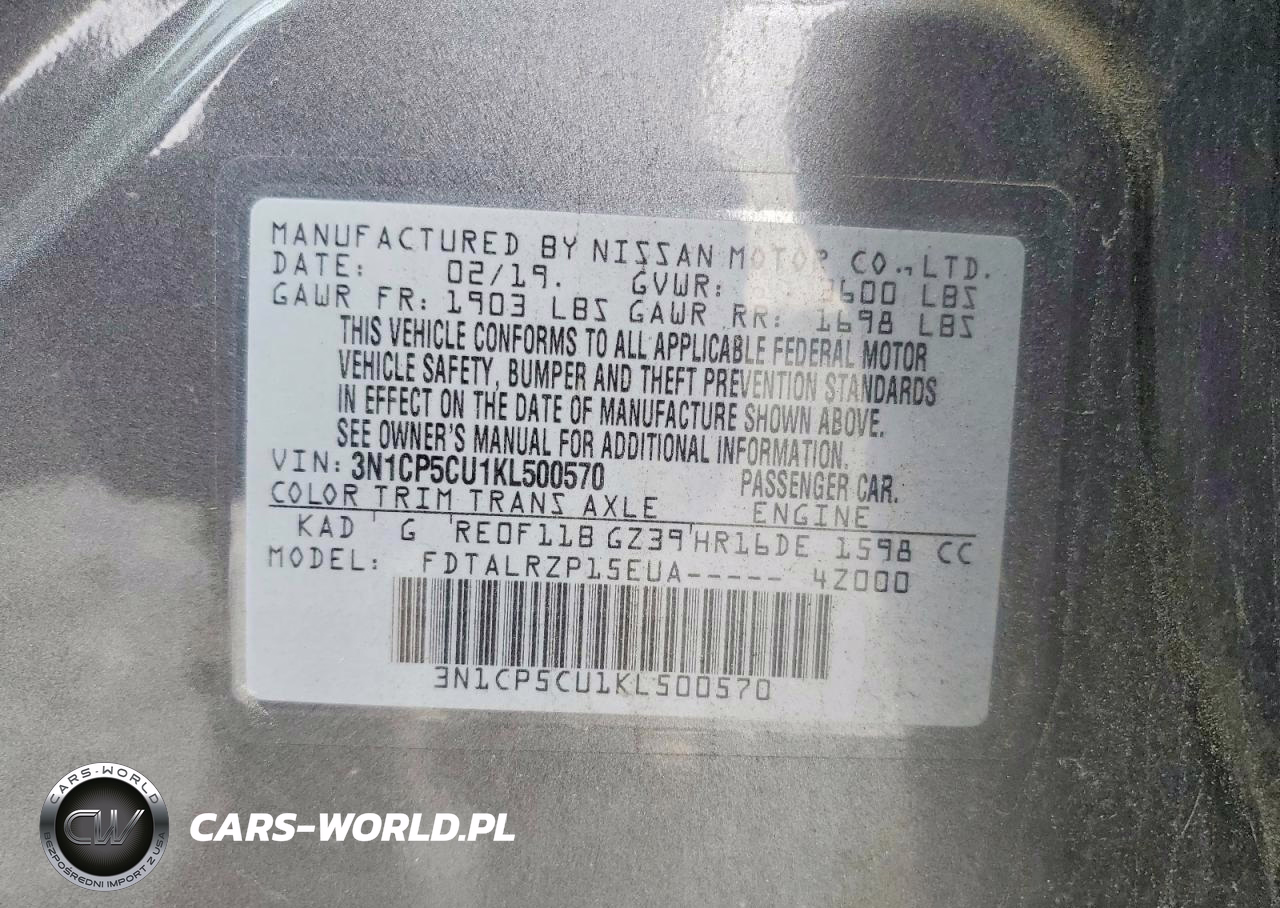 MANUFACTURED BY NISSAN MOTOR CO., LTD.
DATE: 02/19. GVWR: 3600 LBS
GAWR FR: 1903 LBS GAWR RR: 1698 LBS
THIS VEHICLE CONFORMS TO ALL APPLICABLE FEDERAL MOTOR
VEHICLE SAFETY, BUMPER AND THEFT PREVENTION STANDARDS
IN EFFECT ON THE DATE OF MANUFACTURE SHOWN ABOVE.
SEE OWNER'S MANUAL FOR ADDITIONAL INFORMATION.
VIN: 3N1CP5CU1KL500570 PASSENGER CAR.
COLOR TRIM TRANS AXLE ENGINE
KAD G RE0F11B GZ39 HR16DE 1598 CC
MODEL: FDTALRZP15EUA----- 4Z000
3N1CP5CU1KL500570
CARS-WORLD
CW
BEZPOŚREDNI IMPORT Z USA
CARS-WORLD.PL